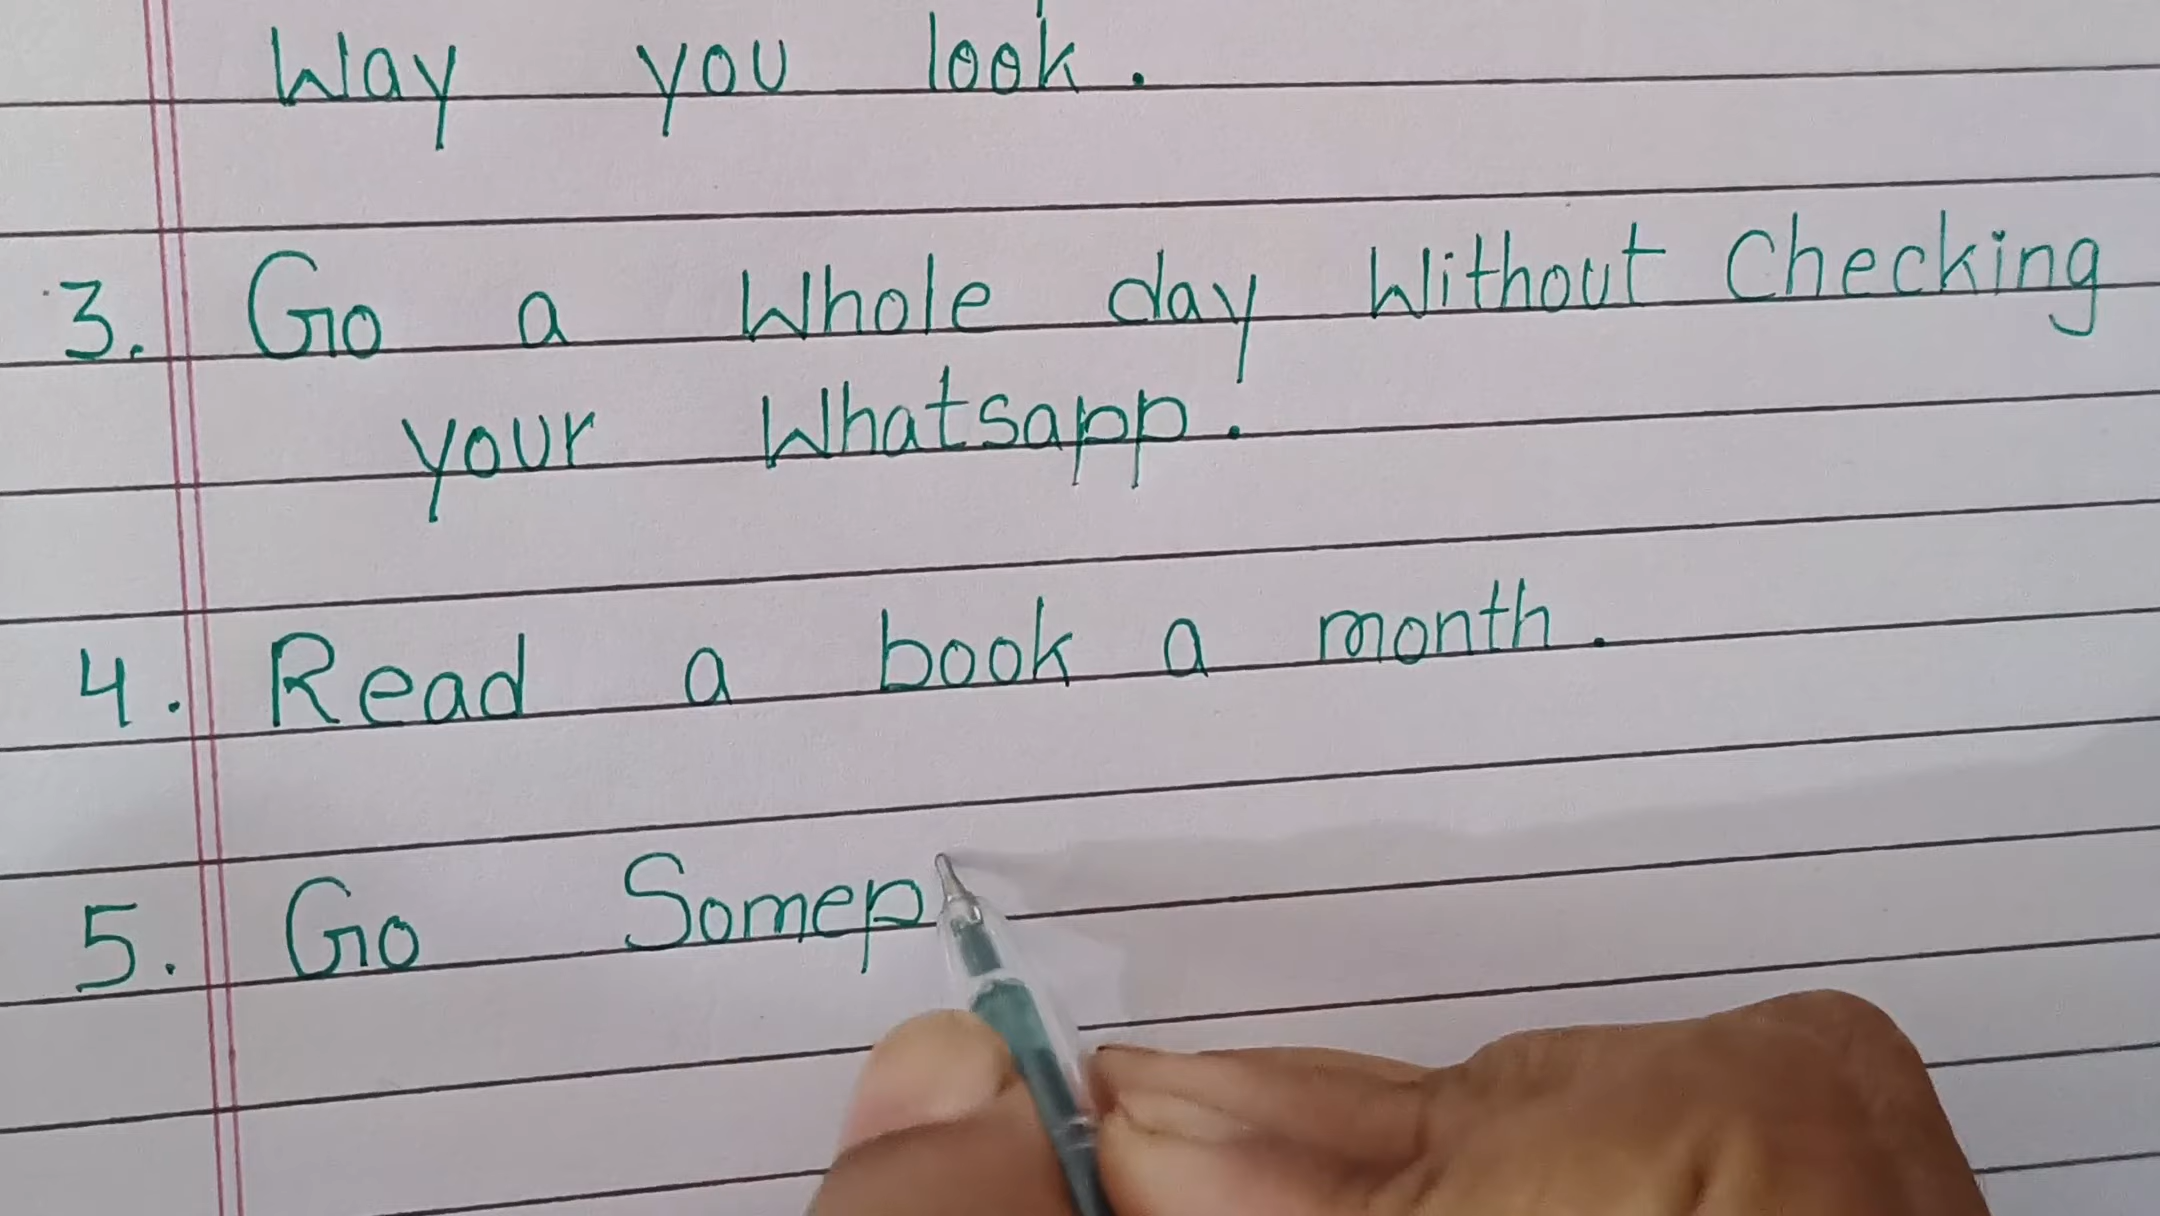 Way you look.
3. Go a Whole day Without Checking
your Whatsapp.
4. Read a book a month.
5. Go Somep